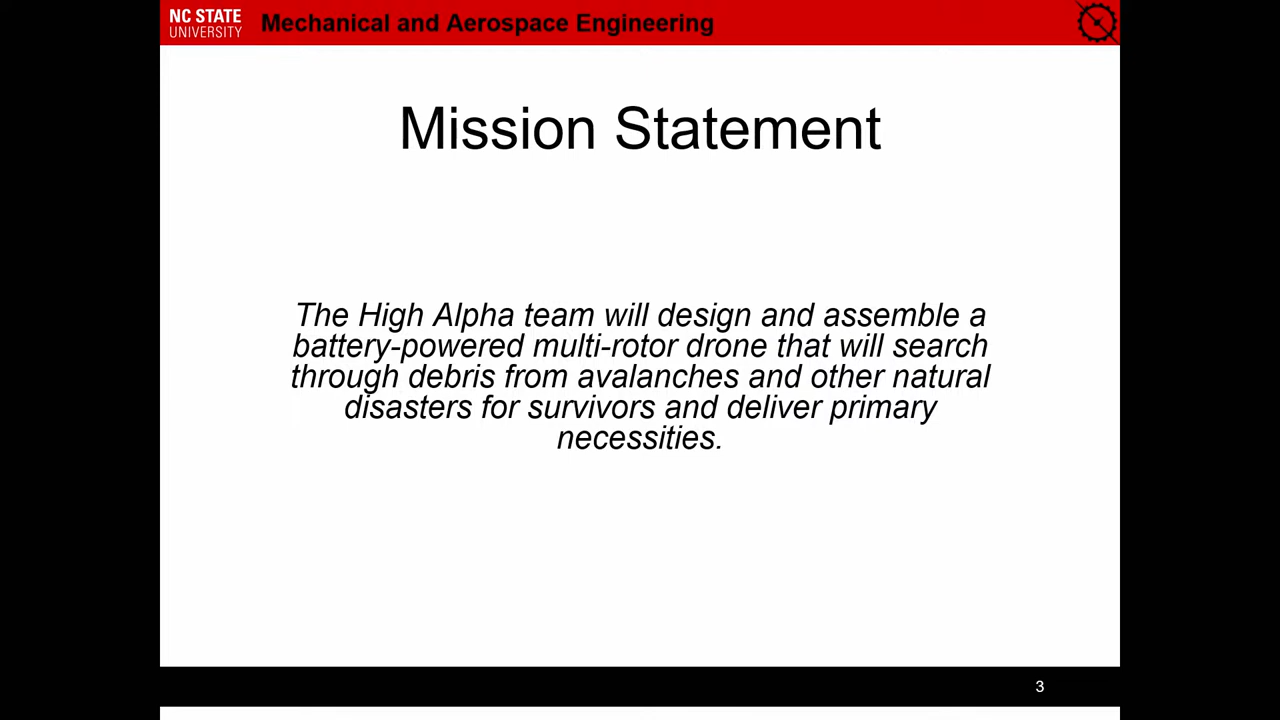 NC STATE
UNIVERSITY
Mechanical and Aerospace Engineering
Mission Statement
The High Alpha team will design and assemble a
battery-powered multi-rotor drone that will search
through debris from avalanches and other natural
disasters for survivors and deliver primary
necessities.
3